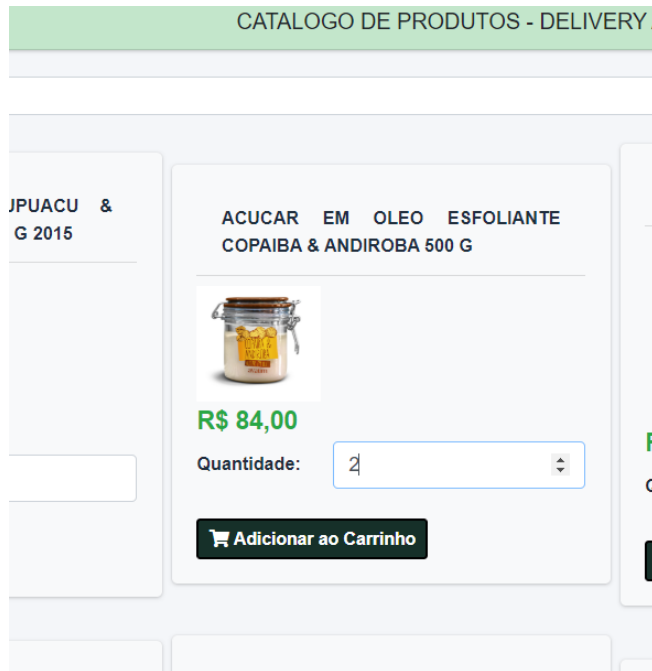 CATALOGO DE PRODUTOS - DELIVERY
UPUACU &
G 2015
ACUCAR EM OLEO ESFOLIANTE
COPAIBA & ANDIROBA 500 G
R$ 84,00
Quantidade:
2
Adicionar ao Carrinho